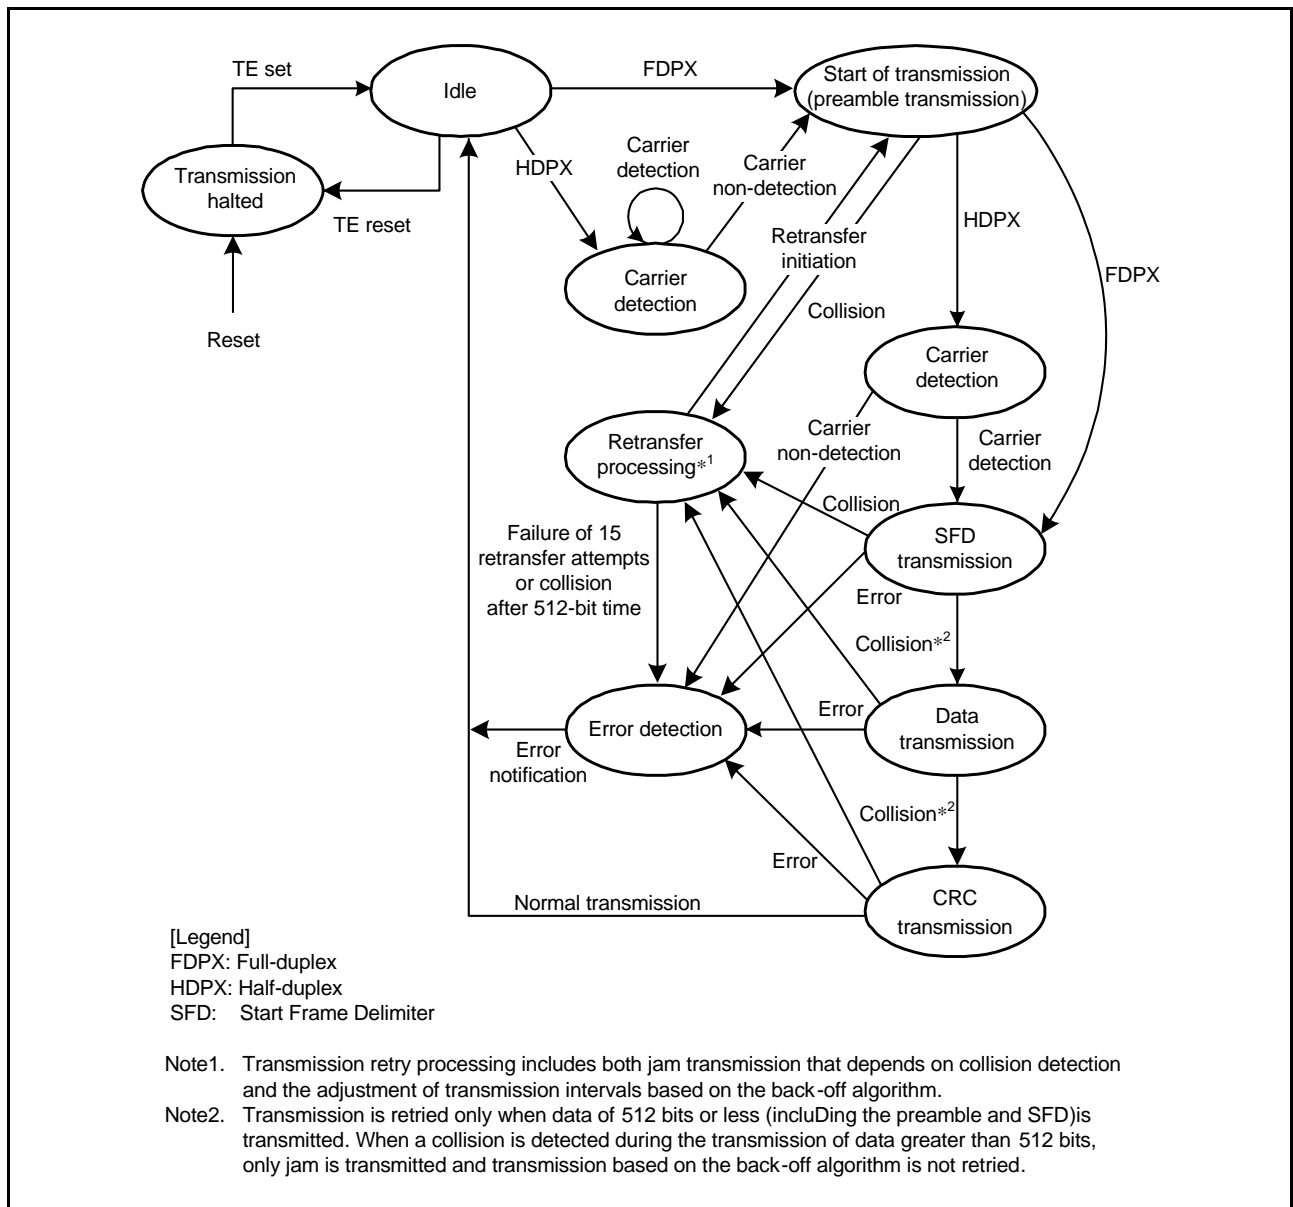 TE set
Idle
FDPX
Start of transmission
(preamble transmission)
Transmission
halted
TE reset
Reset
HDPX
Carrier
detection
Carrier
non-detection
Carrier
detection
Retransfer
initiation
Collision
HDPX
FDPX
Carrier
detection
Carrier
non-detection
Carrier
detection
Retransfer
processing*1
Collision
SFD
transmission
Failure of 15
retransfer attempts
or collision
after 512-bit time
Error
Collision*2
Error detection
Error
Data
transmission
Error
notification
Collision*2
Error
Normal transmission
CRC
transmission
[Legend]
FDPX: Full-duplex
HDPX: Half-duplex
SFD: Start Frame Delimiter
Note1. Transmission retry processing includes both jam transmission that depends on collision detection
and the adjustment of transmission intervals based on the back-off algorithm.
Note2. Transmission is retried only when data of 512 bits or less (incluDing the preamble and SFD)is
transmitted. When a collision is detected during the transmission of data greater than 512 bits,
only jam is transmitted and transmission based on the back-off algorithm is not retried.